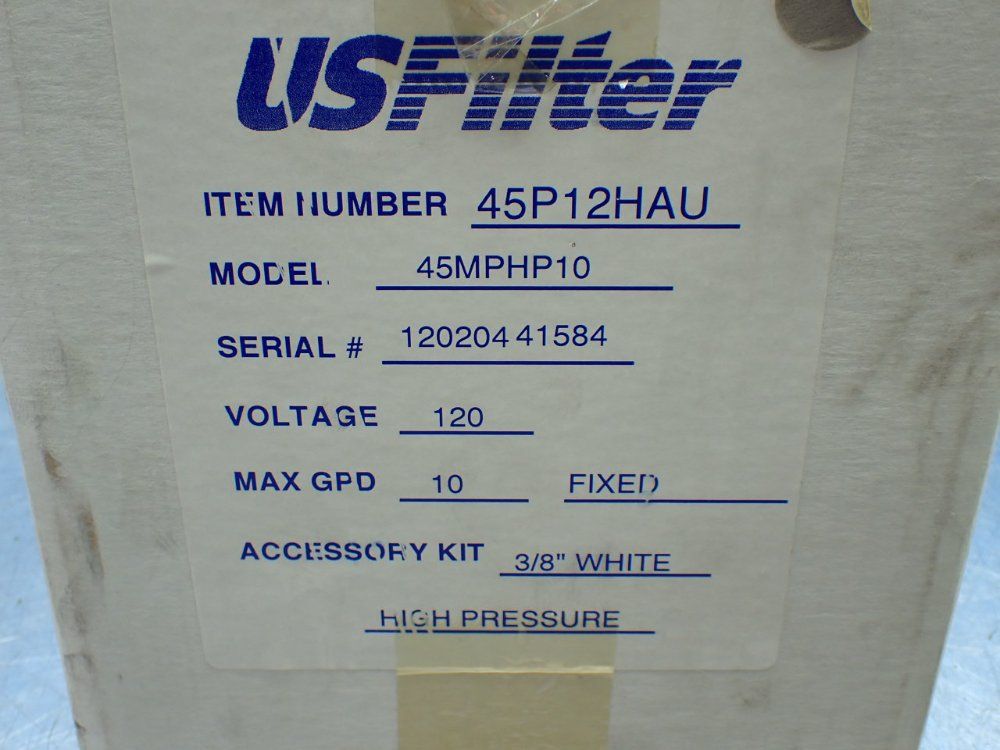 USFilter
ITEM NUMBER 45P12HAU
MODEL 45MPHP10
SERIAL # 120204 41584
VOLTAGE 120
MAX GPD 10 FIXED
ACCESSORY KIT 3/8" WHITE
HIGH PRESSURE